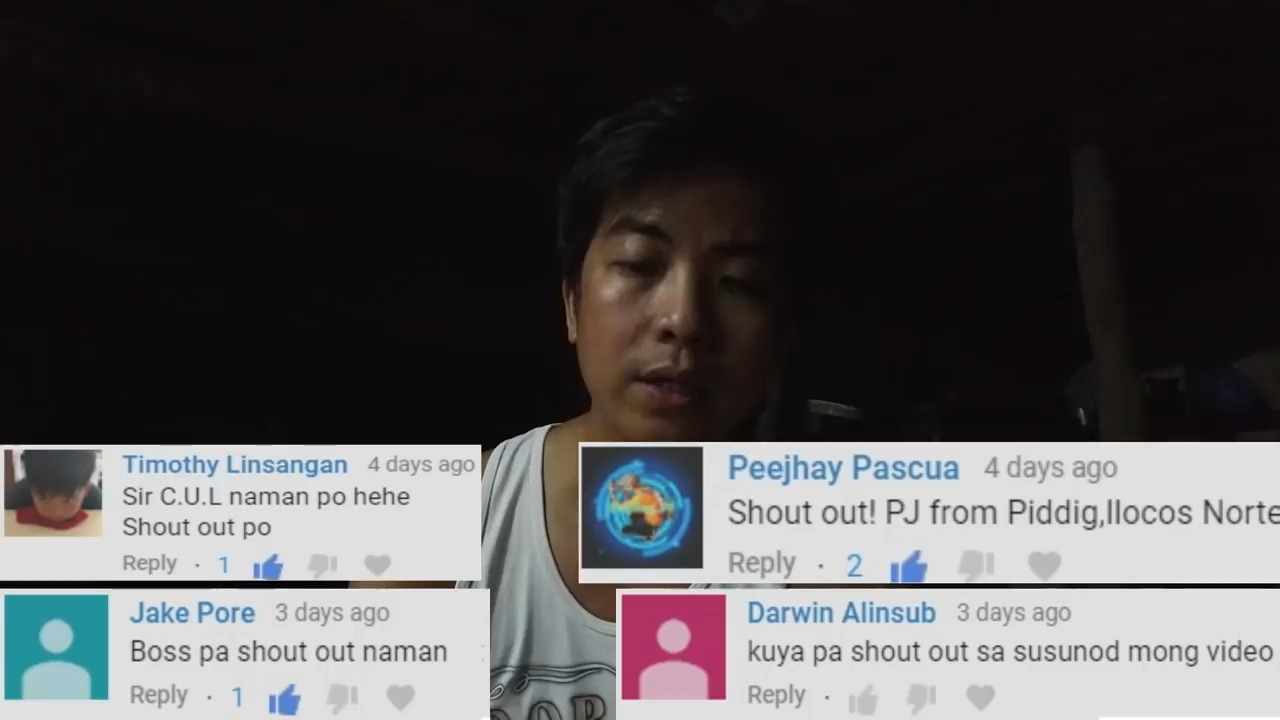 Timothy Linsangan 4 days ago
Sir C.U.L naman po hehe
Shout out po
Reply · 1
Peejhay Pascua 4 days ago
Shout out! PJ from Piddig,Ilocos Norte
Reply · 2
Jake Pore 3 days ago
Boss pa shout out naman
Reply · 1
Darwin Alinsub 3 days ago
kuya pa shout out sa susunod mong video
Reply ·